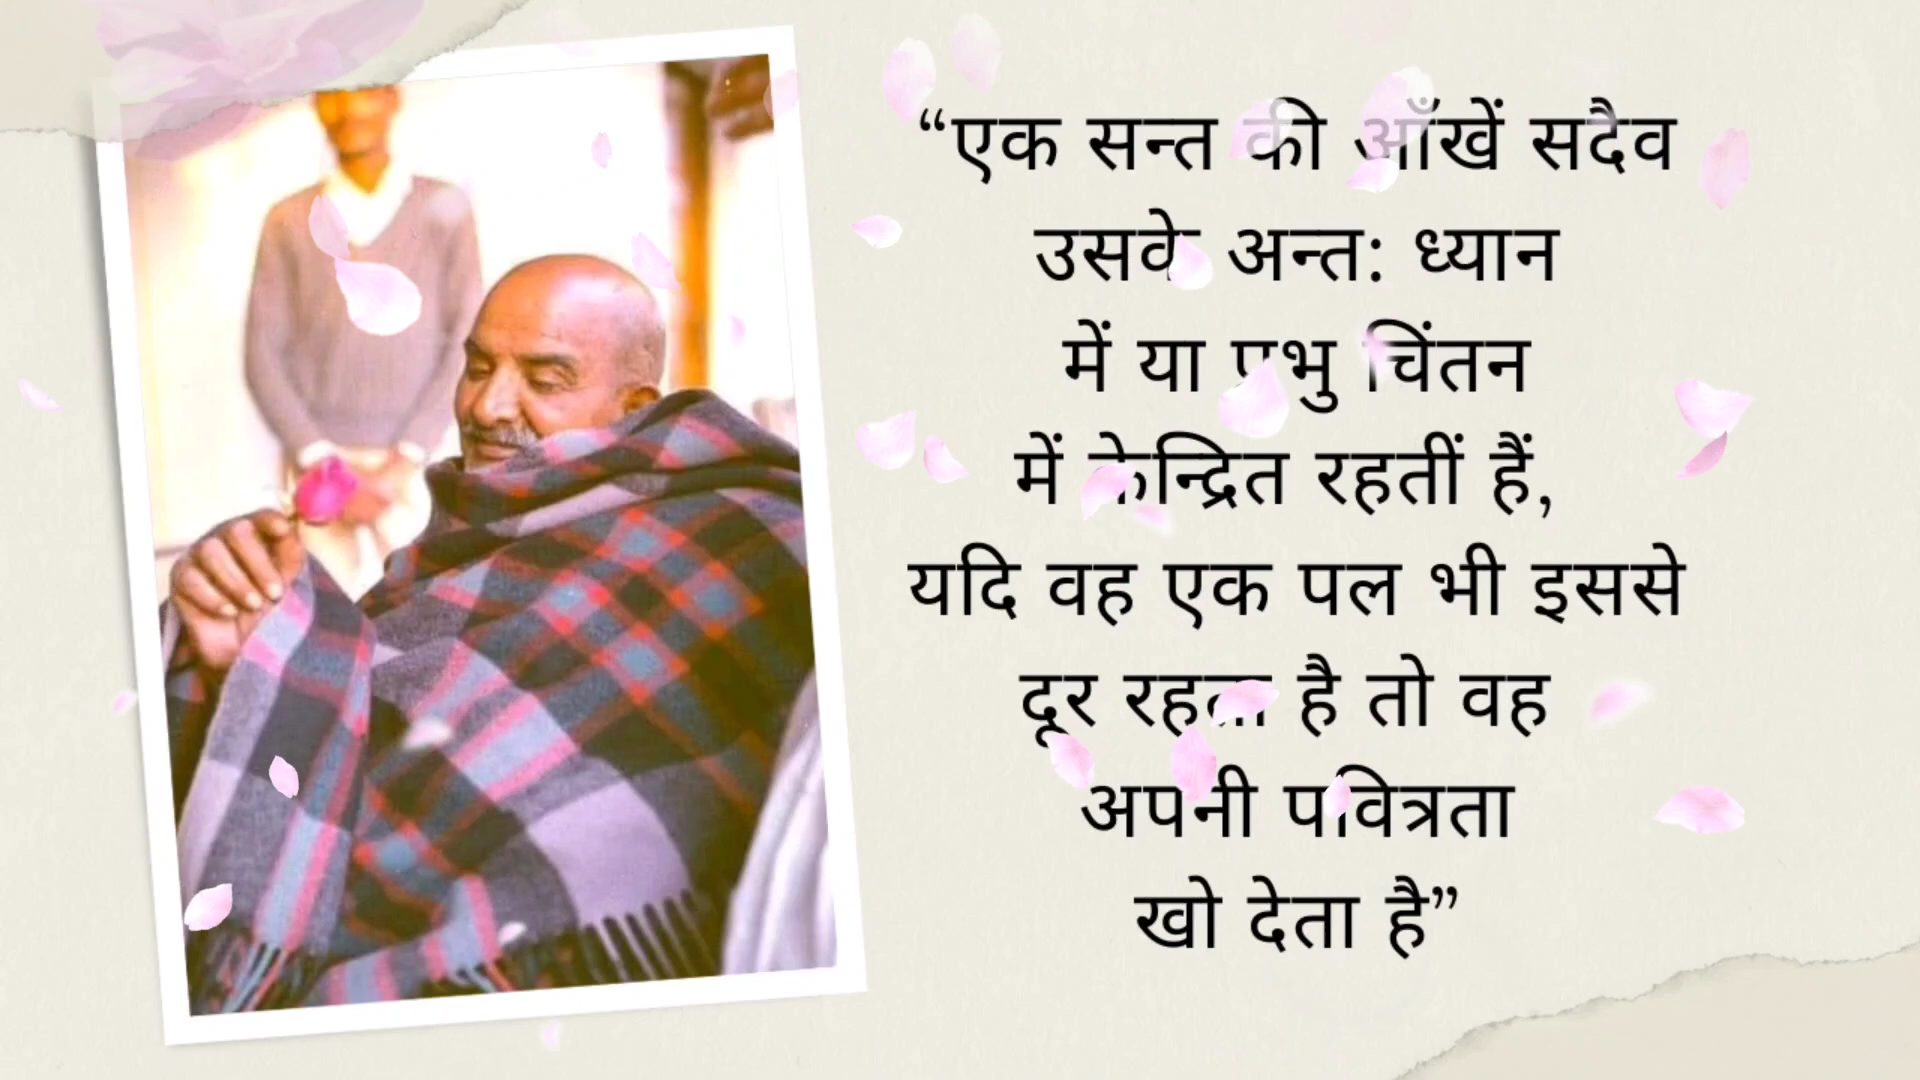 “एक सन्त की आँखें सदैव
उसके अन्त: ध्यान
में या प्रभु चिंतन
में केन्द्रित रहतीं हैं,
यदि वह एक पल भी इससे
दूर रहता है तो वह
अपनी पवित्रता
खो देता है”